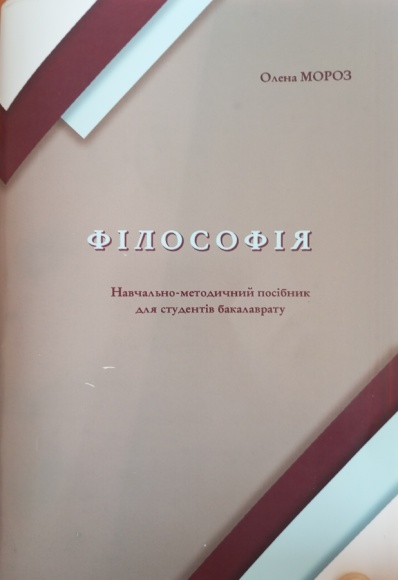 Олена МОРОЗ
ФІЛОСОФІЯ
Навчально-методичний посібник
для студентів бакалаврату